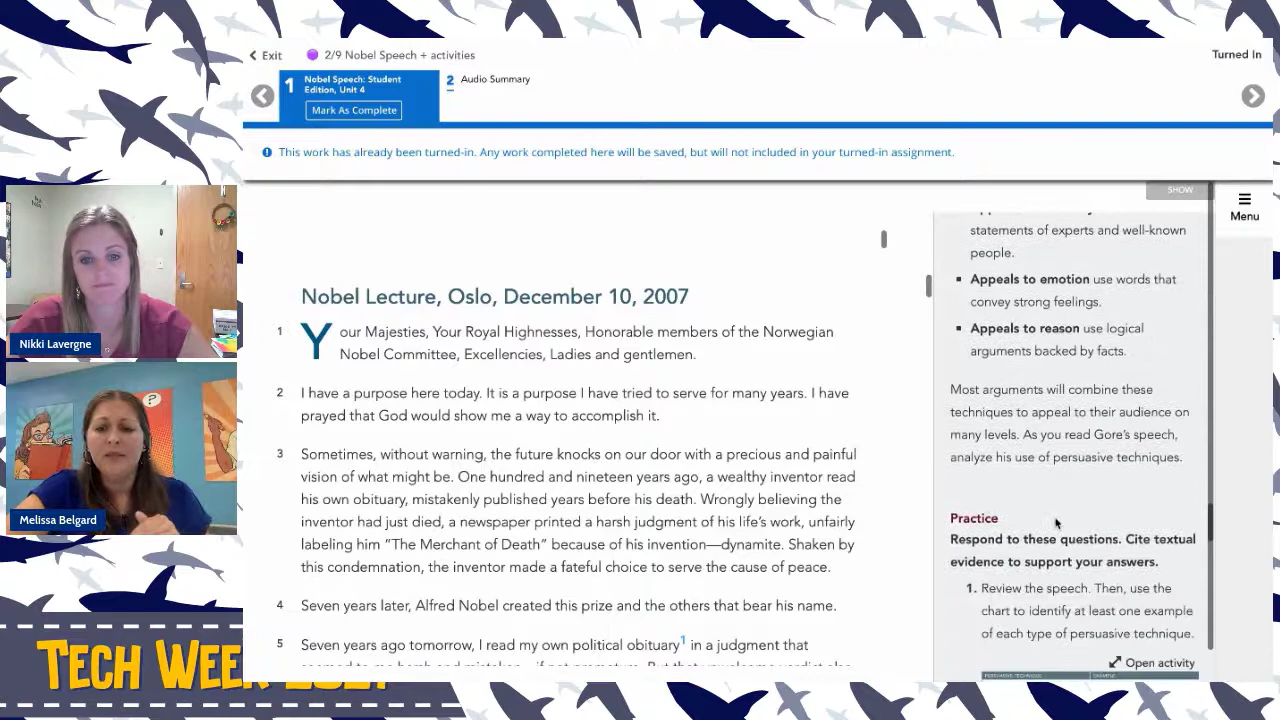 Exit
2/9 Nobel Speech + activities
Turned In
1
Nobel Speech: Student
Edition, Unit 4
Mark As Complete
2
Audio Summary
This work has already been turned-in. Any work completed here will be saved, but will not included in your turned-in assignment.
SHOW
Menu
Nobel Lecture, Oslo, December 10, 2007
1 Your Majesties, Your Royal Highnesses, Honorable members of the Norwegian
Nobel Committee, Excellencies, Ladies and gentlemen.
2 I have a purpose here today. It is a purpose I have tried to serve for many years. I have
prayed that God would show me a way to accomplish it.
3 Sometimes, without warning, the future knocks on our door with a precious and painful
vision of what might be. One hundred and nineteen years ago, a wealthy inventor read
his own obituary, mistakenly published years before his death. Wrongly believing the
inventor had just died, a newspaper printed a harsh judgment of his life's work, unfairly
labeling him "The Merchant of Death" because of his invention—dynamite. Shaken by
this condemnation, the inventor made a fateful choice to serve the cause of peace.
4 Seven years later, Alfred Nobel created this prize and the others that bear his name.
5 Seven years ago tomorrow, I read my own political obituary1 in a judgment that
statements of experts and well-known
people.
Appeals to emotion use words that
convey strong feelings.
Appeals to reason use logical
arguments backed by facts.
Most arguments will combine these
techniques to appeal to their audience on
many levels. As you read Gore's speech,
analyze his use of persuasive techniques.
Practice
Respond to these questions. Cite textual
evidence to support your answers.
1. Review the speech. Then, use the
chart to identify at least one example
of each type of persuasive technique.
Open activity
Nikki Lavergne
?
Melissa Belgard
TECH WEE